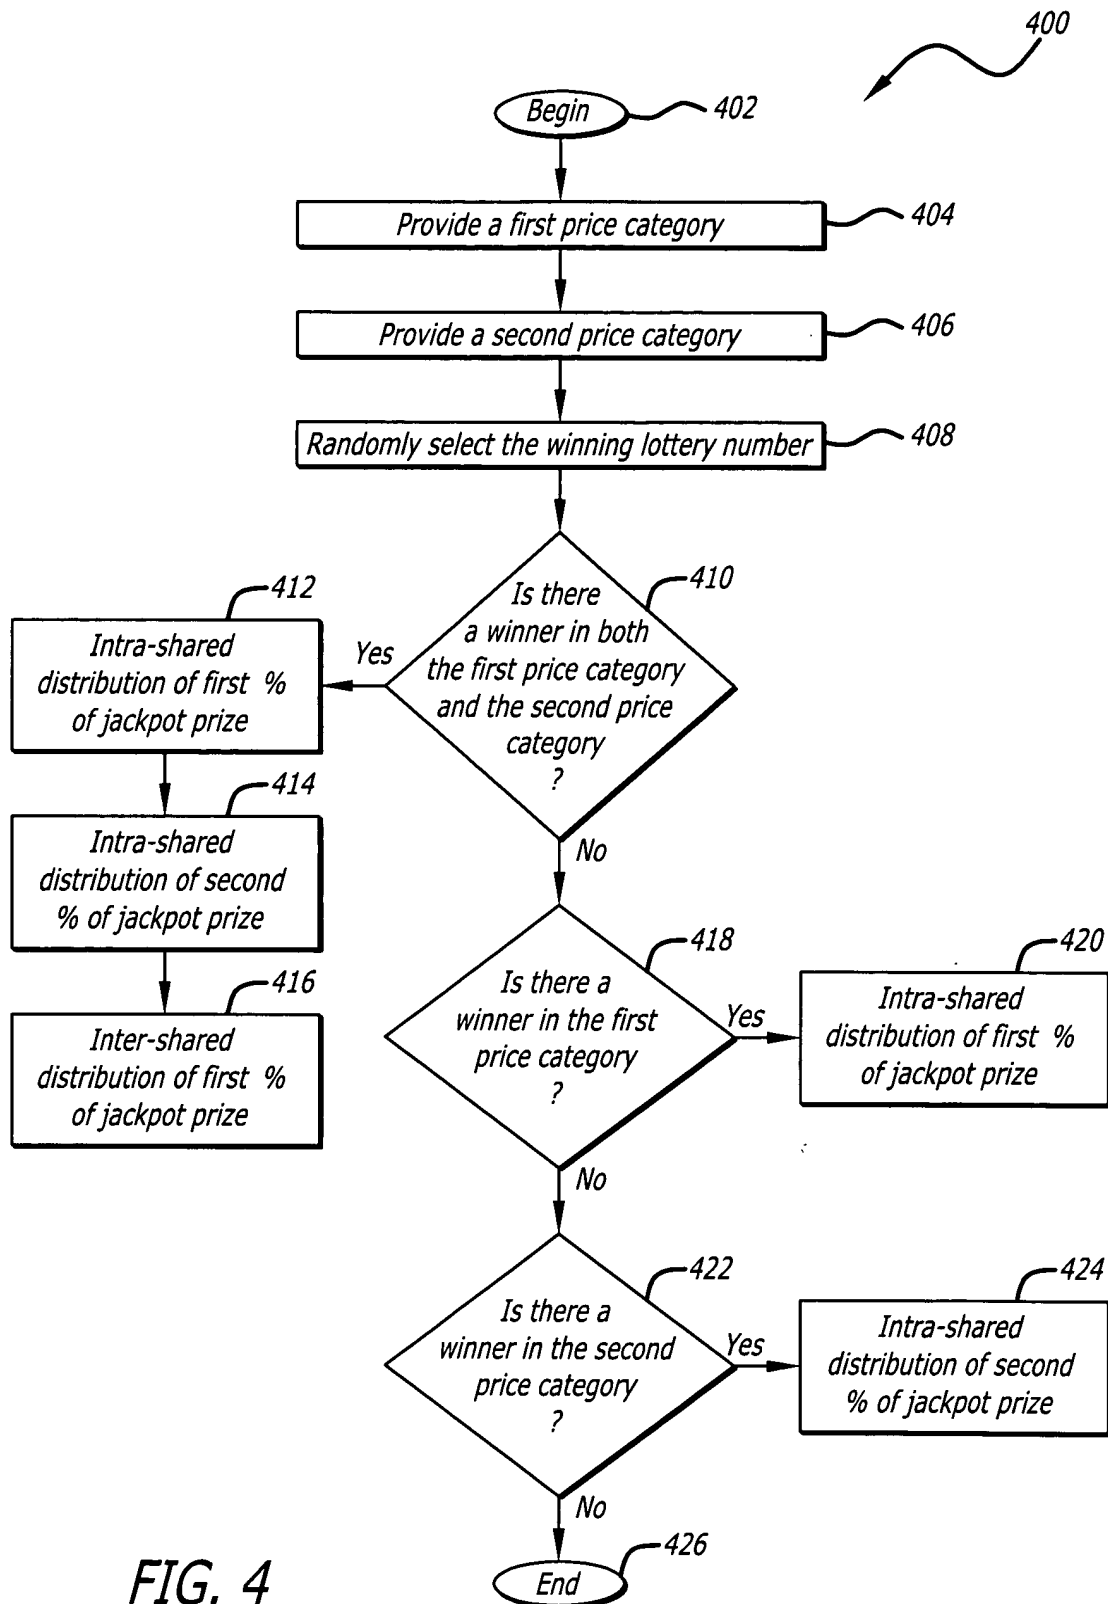 400
Begin
402
Provide a first price category
404
Provide a second price category
406
Randomly select the winning lottery number
408
Is there
a winner in both
the first price category
and the second price
category
?
410
Yes
412
Intra-shared
distribution of first %
of jackpot prize
414
Intra-shared
distribution of second
% of jackpot prize
416
Inter-shared
distribution of first %
of jackpot prize
No
Is there a
winner in the first
price category
?
418
Yes
420
Intra-shared
distribution of first %
of jackpot prize
No
Is there a
winner in the second
price category
?
422
Yes
424
Intra-shared
distribution of second
% of jackpot prize
No
End
426
FIG. 4